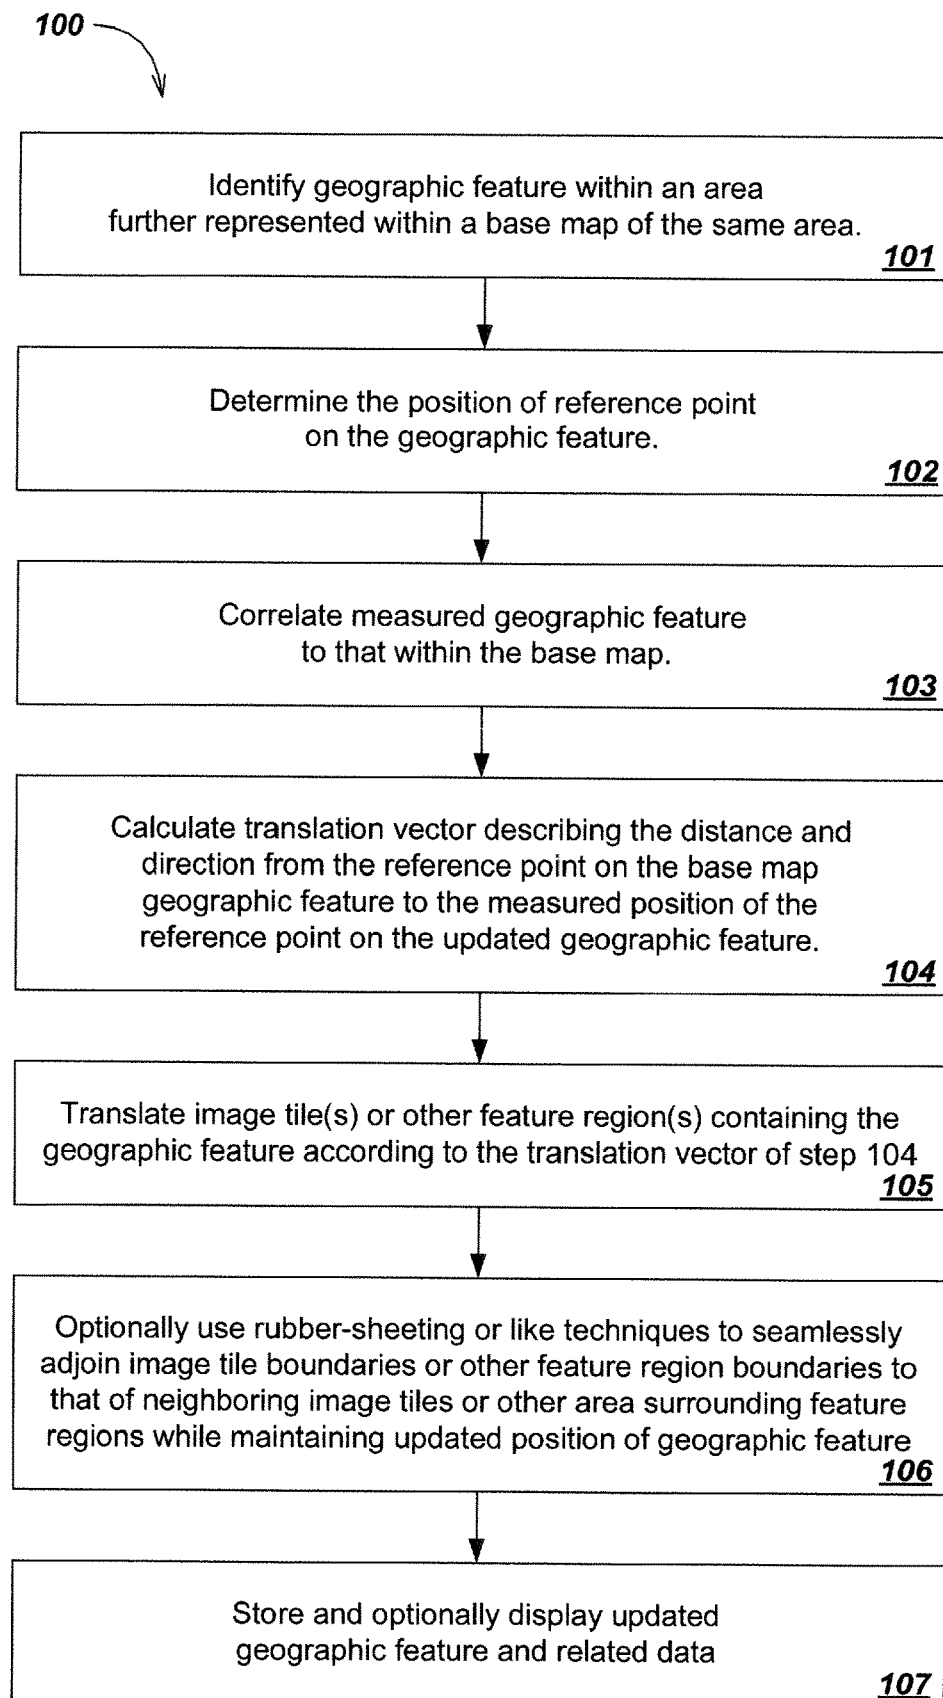 100
Identify geographic feature within an area
further represented within a base map of the same area.
101
Determine the position of reference point
on the geographic feature.
102
Correlate measured geographic feature
to that within the base map.
103
Calculate translation vector describing the distance and
direction from the reference point on the base map
geographic feature to the measured position of the
reference point on the updated geographic feature.
104
Translate image tile(s) or other feature region(s) containing the
geographic feature according to the translation vector of step 104
105
Optionally use rubber-sheeting or like techniques to seamlessly
adjoin image tile boundaries or other feature region boundaries to
that of neighboring image tiles or other area surrounding feature
regions while maintaining updated position of geographic feature
106
Store and optionally display updated
geographic feature and related data
107